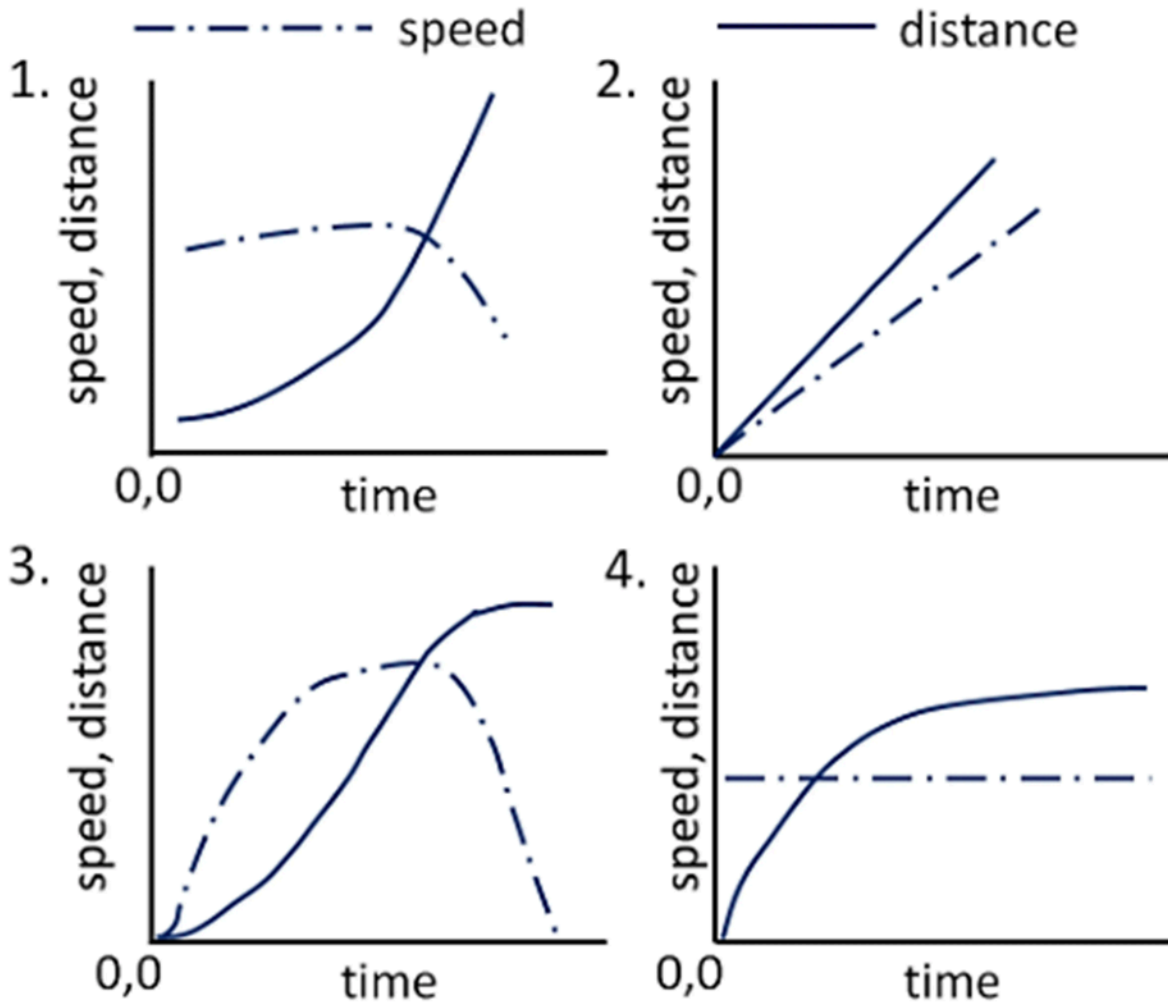 speed distance
1. speed, distance
0,0 time
2. speed, distance
0,0 time
3. speed, distance
0,0 time
4. speed, distance
0,0 time